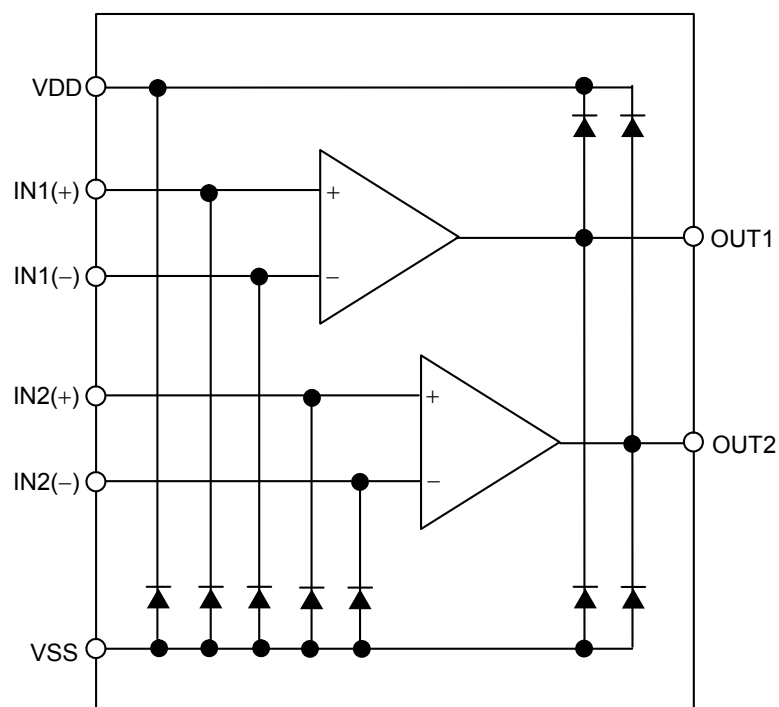 VDD
IN1(+)
+
IN1(−)
−
OUT1
IN2(+)
+
IN2(−)
−
OUT2
VSS